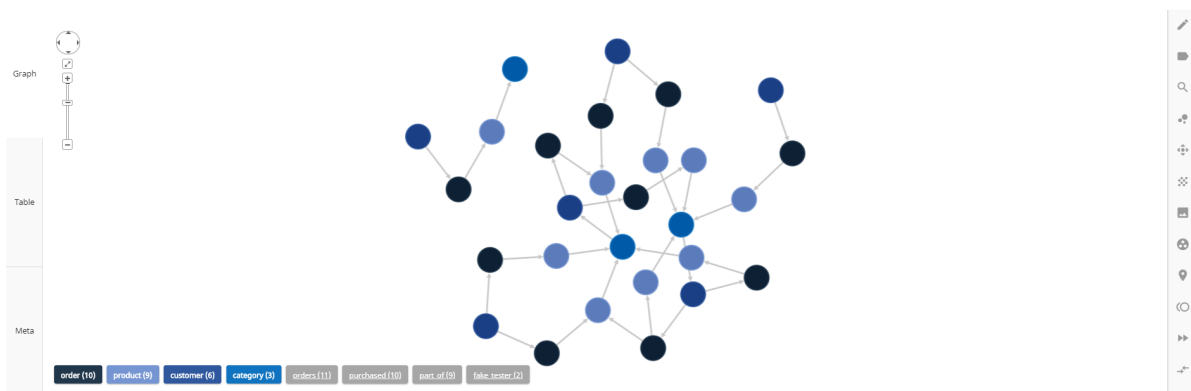 Graph
Table
Meta
order (10) product (9) customer (6) category (3) orders (11) purchased (10) part_of (9) fake_tester (2)